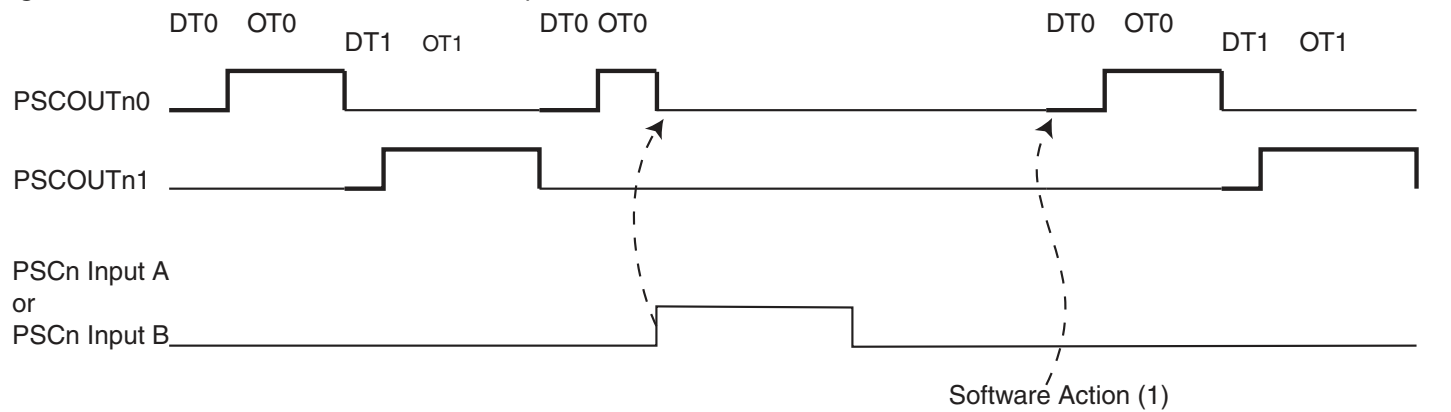 DT0 OT0 DT1 OT1 DT0 OT0 DT0 OT0 DT1 OT1
PSCOUTn0
PSCOUTn1
PSCn Input A
or
PSCn Input B
Software Action (1)